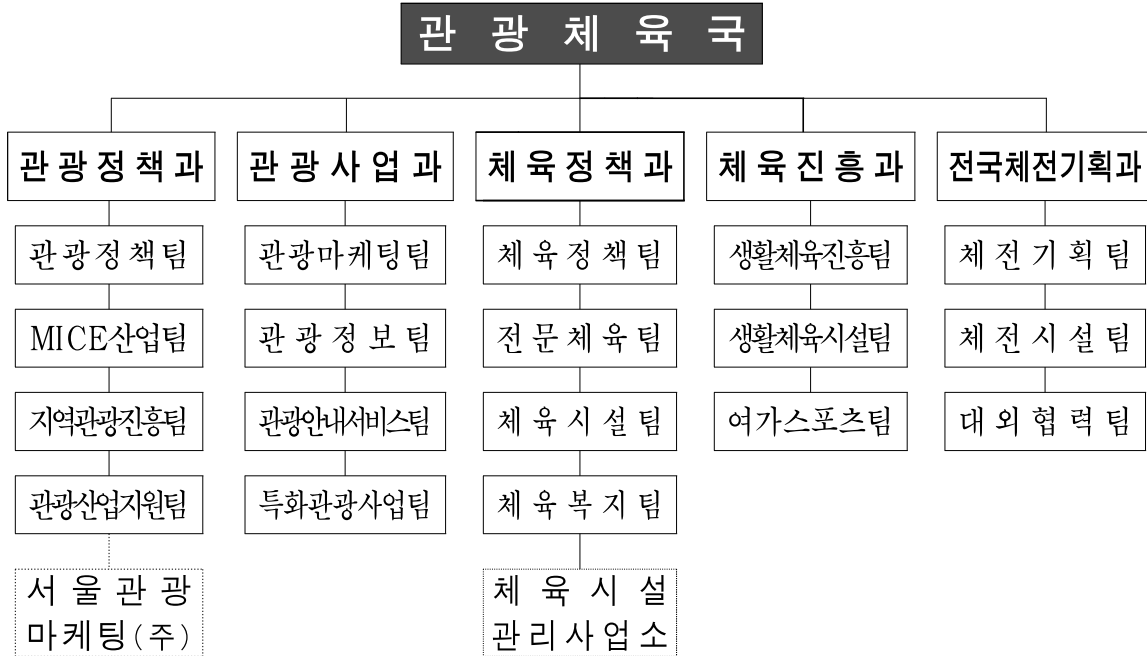 관광체육국
관광정책과
관광정책팀
MICE산업팀
지역관광진흥팀
관광산업지원팀
서울관광
마케팅(주)
관광사업과
관광마케팅팀
관광정보팀
관광안내서비스팀
특화관광사업팀
체육정책과
체육정책팀
전문체육팀
체육시설팀
체육복지팀
체육시설
관리사업소
체육진흥과
생활체육진흥팀
생활체육시설팀
여가스포츠팀
전국체전기획과
체전기획팀
체전시설팀
대외협력팀